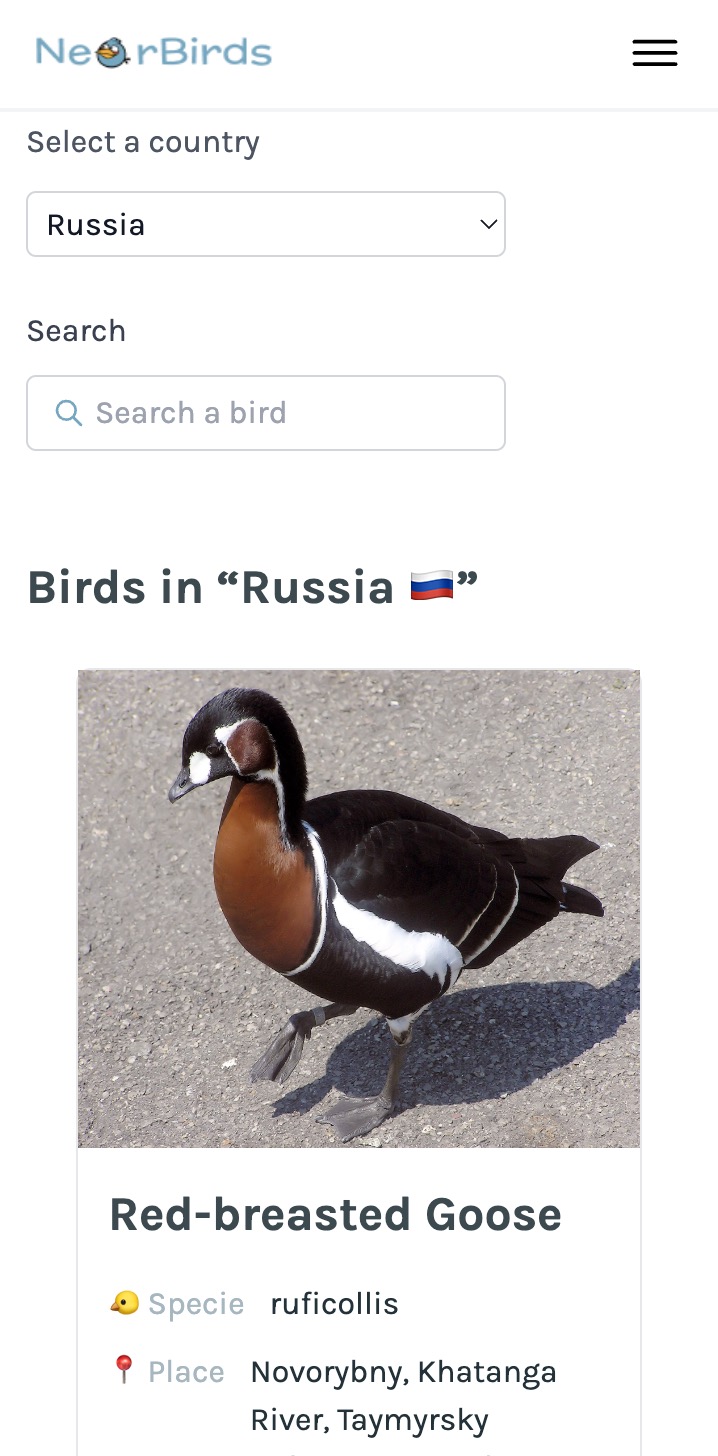 NearBirds
Select a country
Russia
Search
Search a bird
Birds in “Russia 🇷🇺”
Red-breasted Goose
🐤 Specie ruficollis
📍 Place Novorybny, Khatanga
River, Taymyrsky